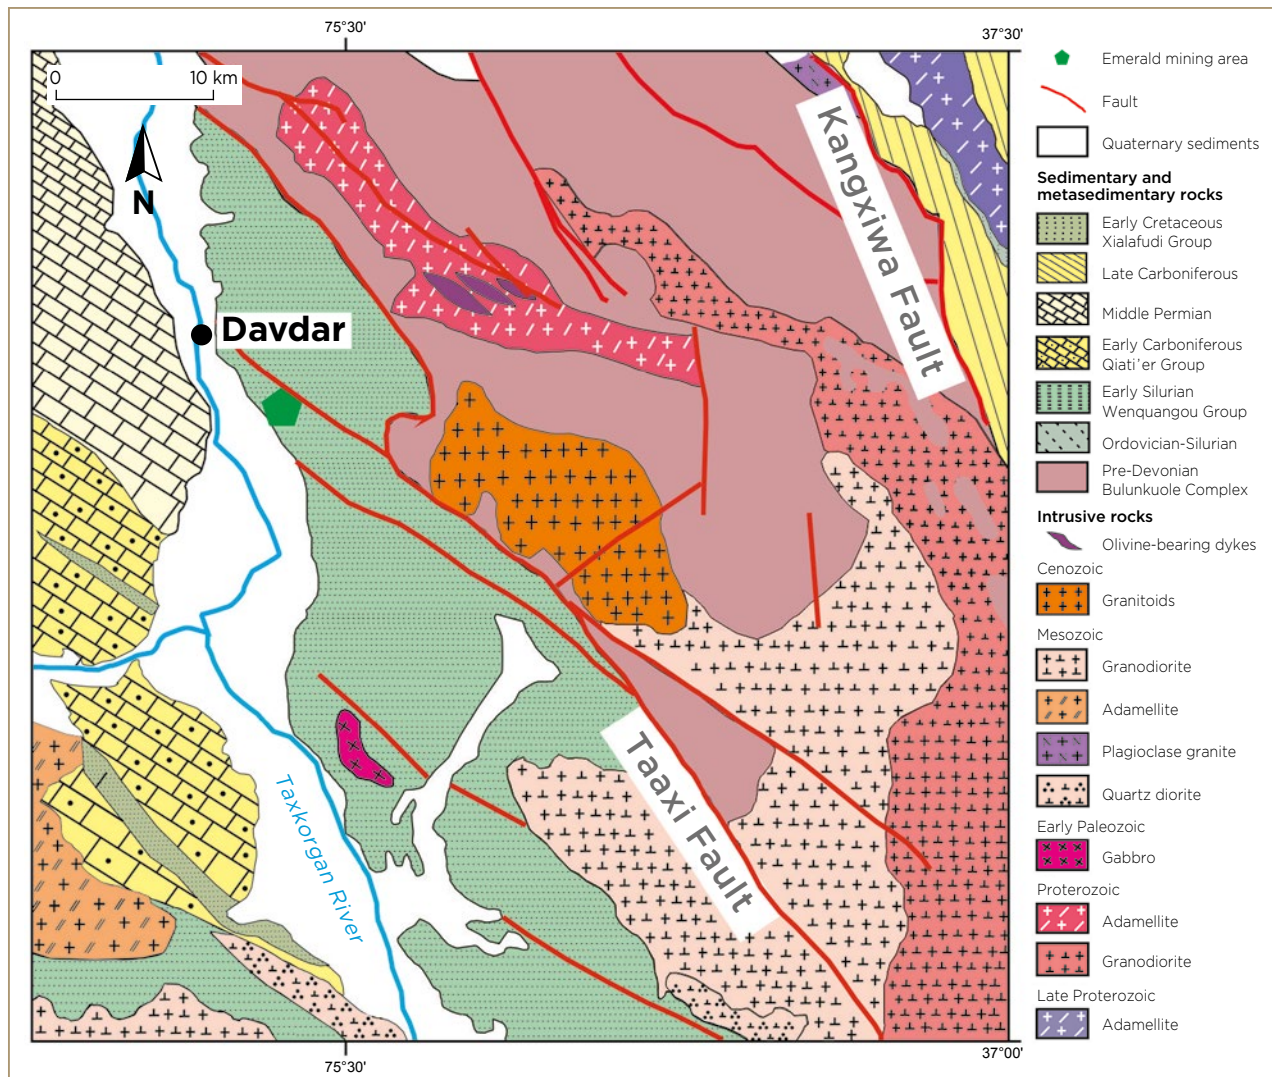 75°30'
37°30'
0
10 km
N
Davdar
Kangxiwa Fault
Taaxi Fault
Taxkorgan River
75°30'
37°00'
Emerald mining area
Fault
Quaternary sediments
Sedimentary and
metasedimentary rocks
Early Cretaceous
Xialafudi Group
Late Carboniferous
Middle Permian
Early Carboniferous
Qiati’er Group
Early Silurian
Wenquangou Group
Ordovician-Silurian
Pre-Devonian
Bulunkuole Complex
Intrusive rocks
Olivine-bearing dykes
Cenozoic
Granitoids
Mesozoic
Granodiorite
Adamellite
Plagioclase granite
Quartz diorite
Early Paleozoic
Gabbro
Proterozoic
Adamellite
Granodiorite
Late Proterozoic
Adamellite